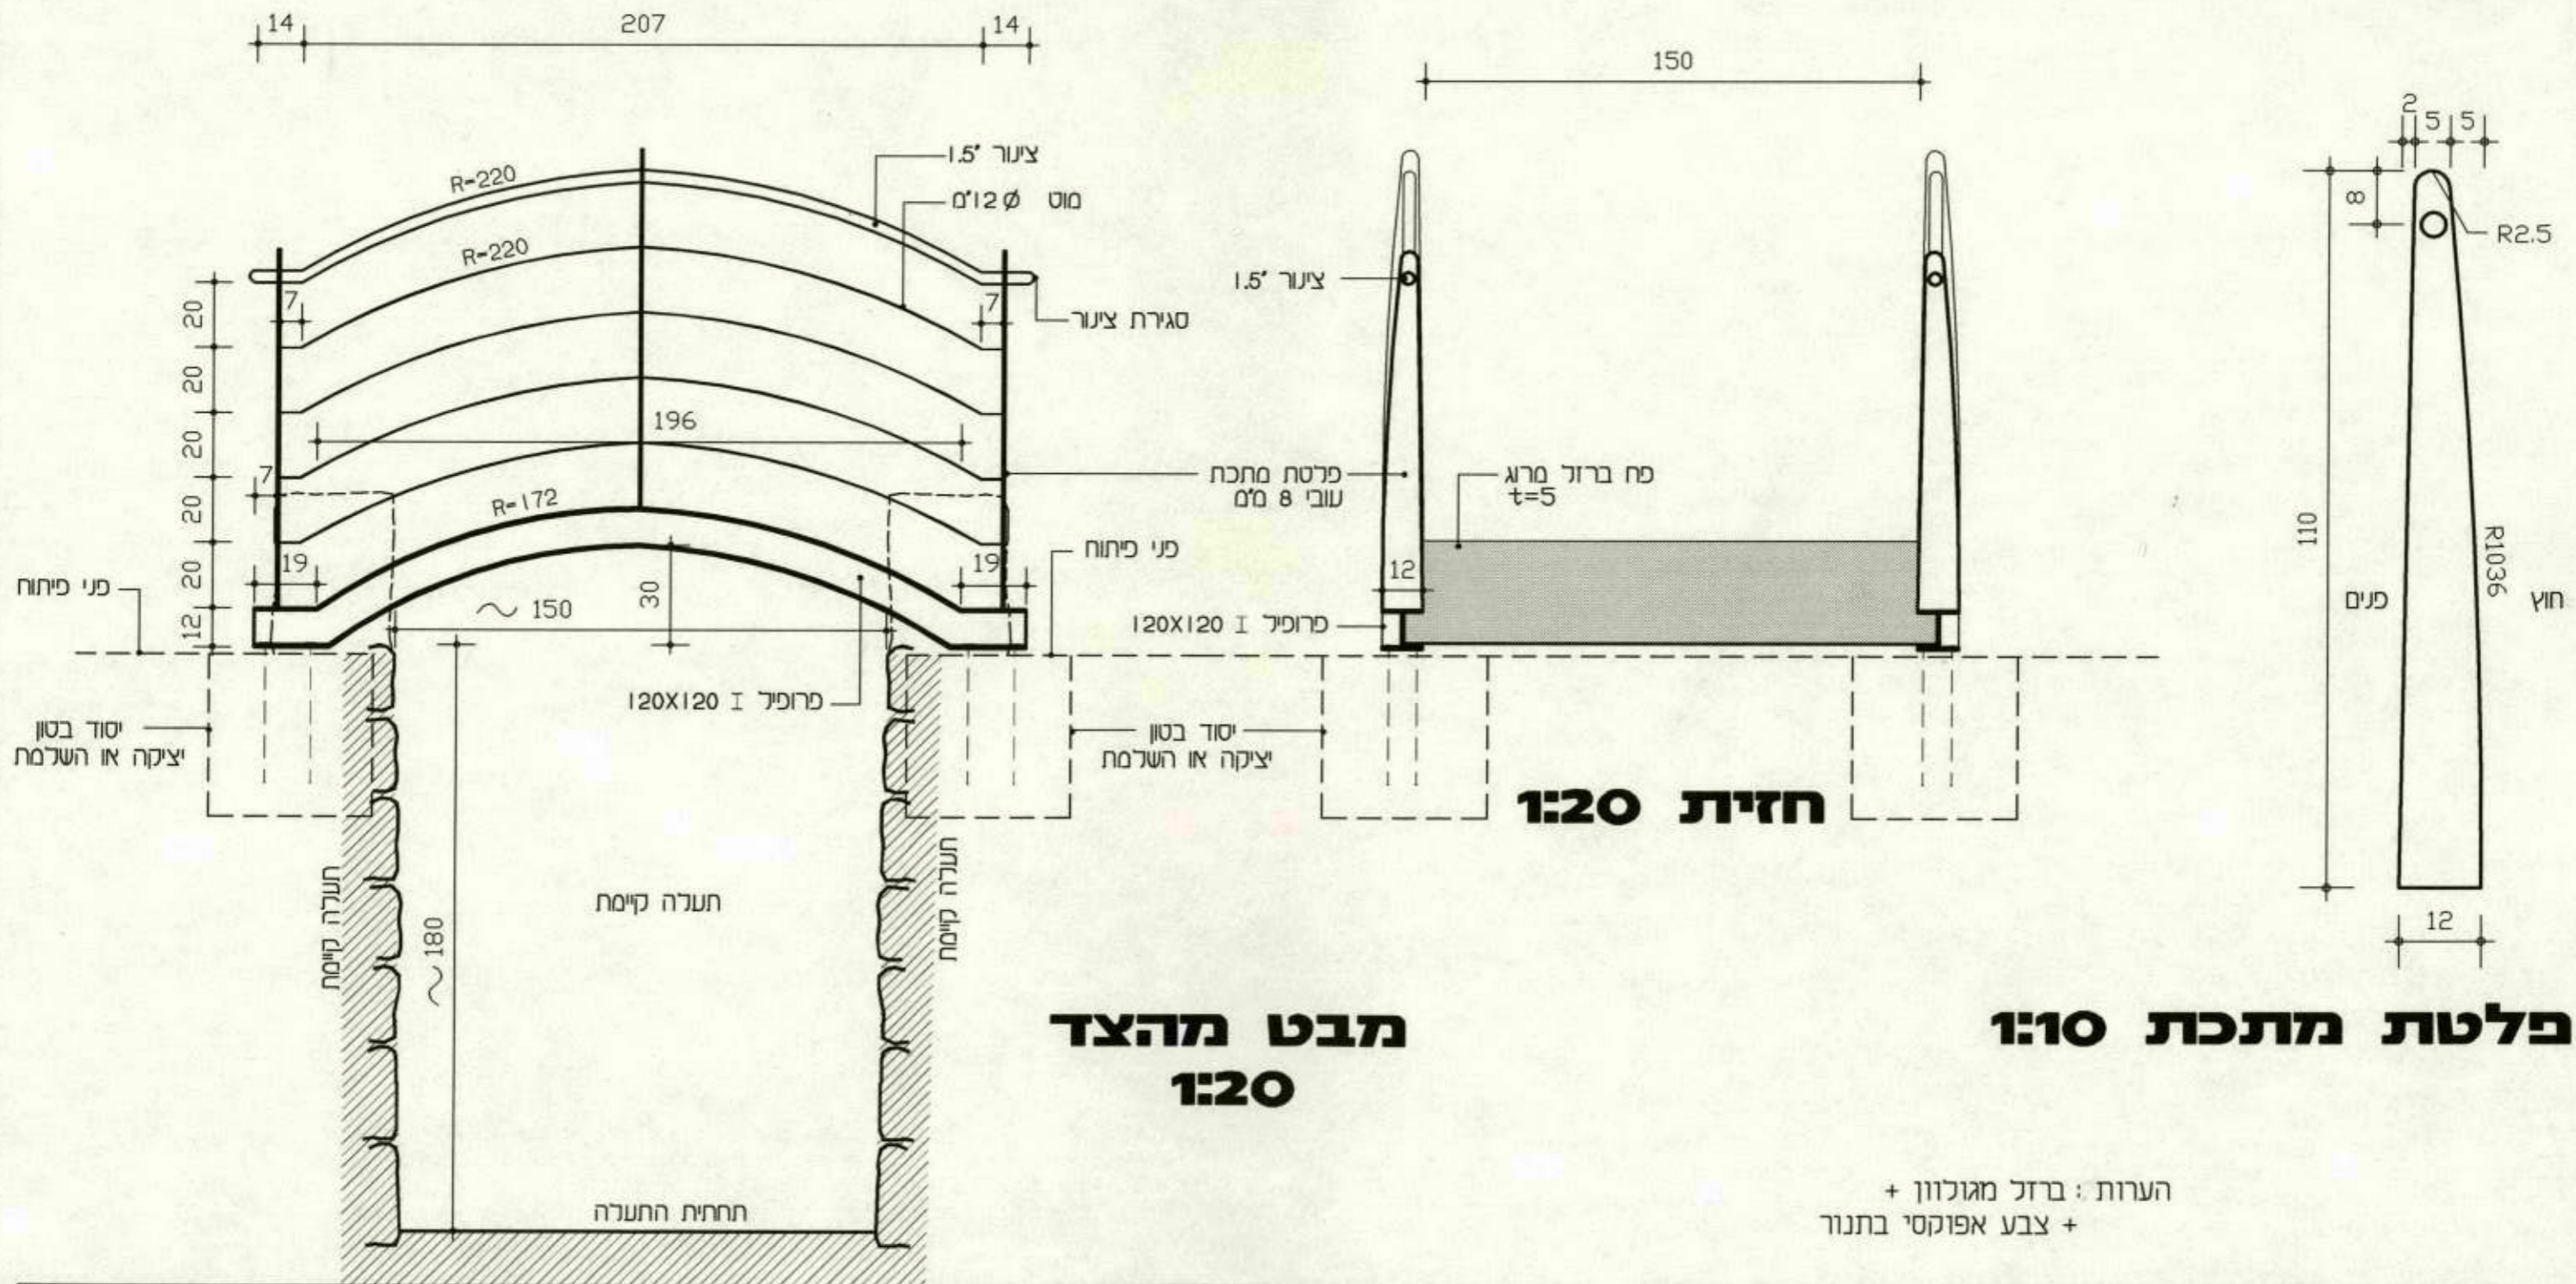 14
207
14
150
2
5
5
R=220
צינור "1.5
מוט Ø12מ"מ
R=220
8
R2.5
צינור "1.5
7
7
סגירת צינור
20
20
20
20
20
12
196
7
R=172
פלטת מתכת
עובי 8 מ"מ
פח ברזל מרוג
t=5
110
R1036
פנים
חוץ
19
19
פני פיתוח
פני פיתוח
12
~ 150
30
פרופיל I 120X120
פרופיל I 120X120
יסוד בטון
יציקה או השלמת
יסוד בטון
יציקה או השלמת
חזית 1:20
תעלה קיימת
תעלה קיימת
תעלה קיימת
~ 180
12
מבט מהצד
1:20
פלטת מתכת 1:10
תחתית התעלה
הערות : ברזל מגולוון +
+ צבע אפוקסי בתנור